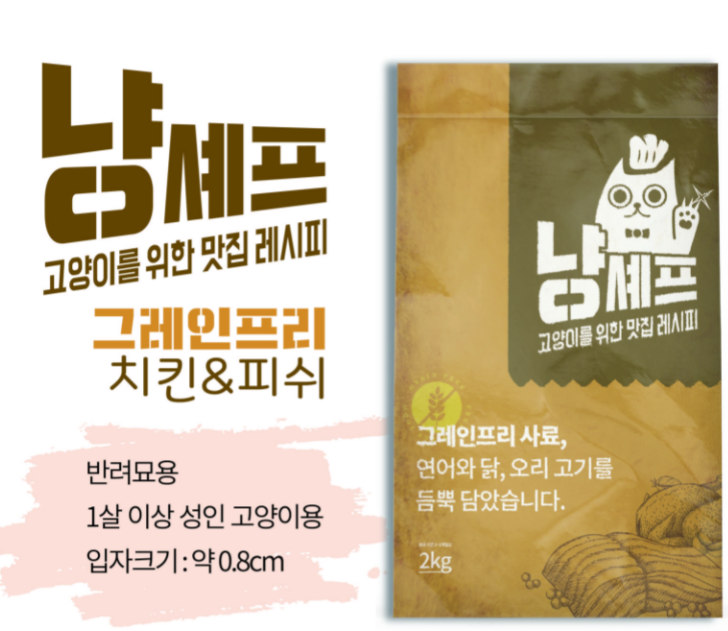 냥셰프
고양이를 위한 맛집 레시피
그레인프리
치킨&피쉬
반려묘용
1살 이상 성인 고양이용
입자크기 : 약 0.8cm
냥셰프
고양이를 위한 맛집 레시피
그레인프리 사료,
연어와 닭, 오리 고기를
듬뿍 담았습니다.
2kg